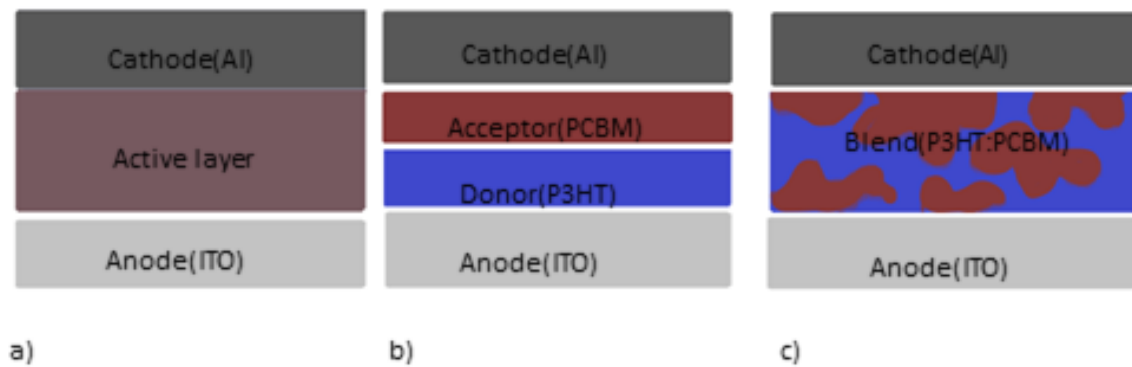 Cathode(Al)
Active layer
Anode(ITO)
a)
Cathode(Al)
Acceptor(PCBM)
Donor(P3HT)
Anode(ITO)
b)
Cathode(Al)
Blend(P3HT:PCBM)
Anode(ITO)
c)